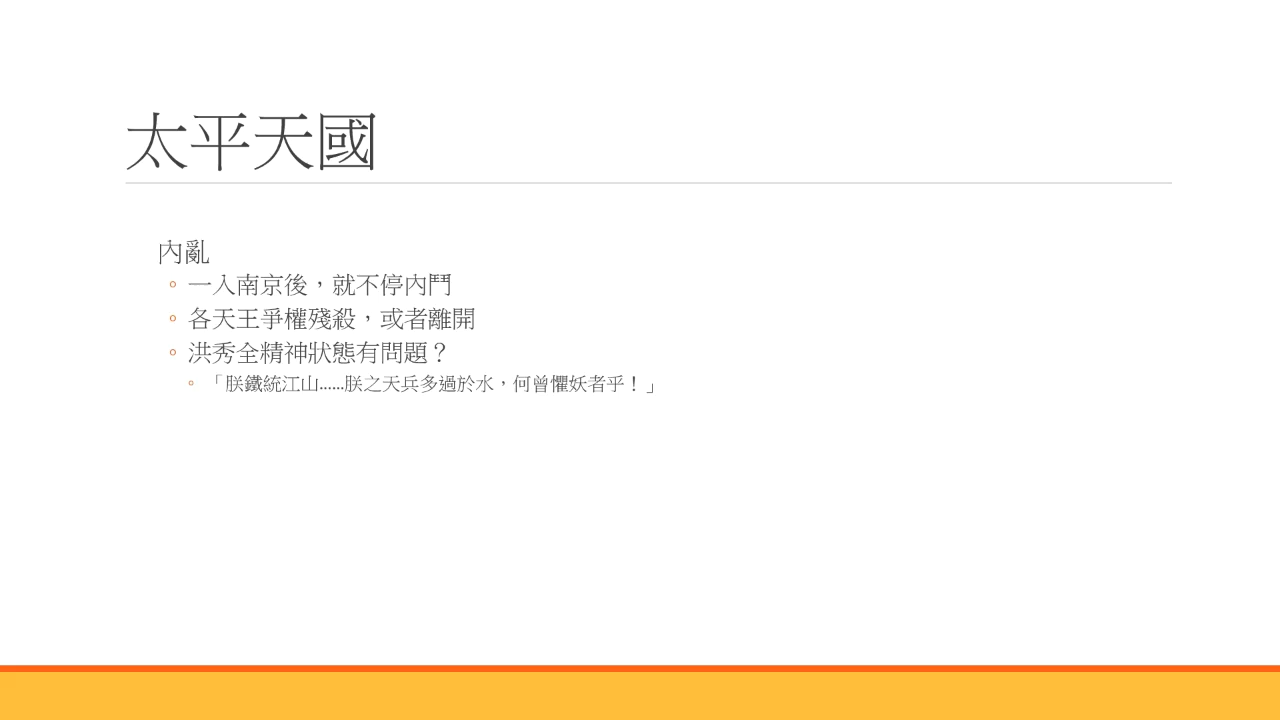 太平天國
內亂
一入南京後，就不停內鬥
各天王爭權殘殺，或者離開
洪秀全精神狀態有問題？
「朕鐵統江山......朕之天兵多過於水，何曾懼妖者乎！」